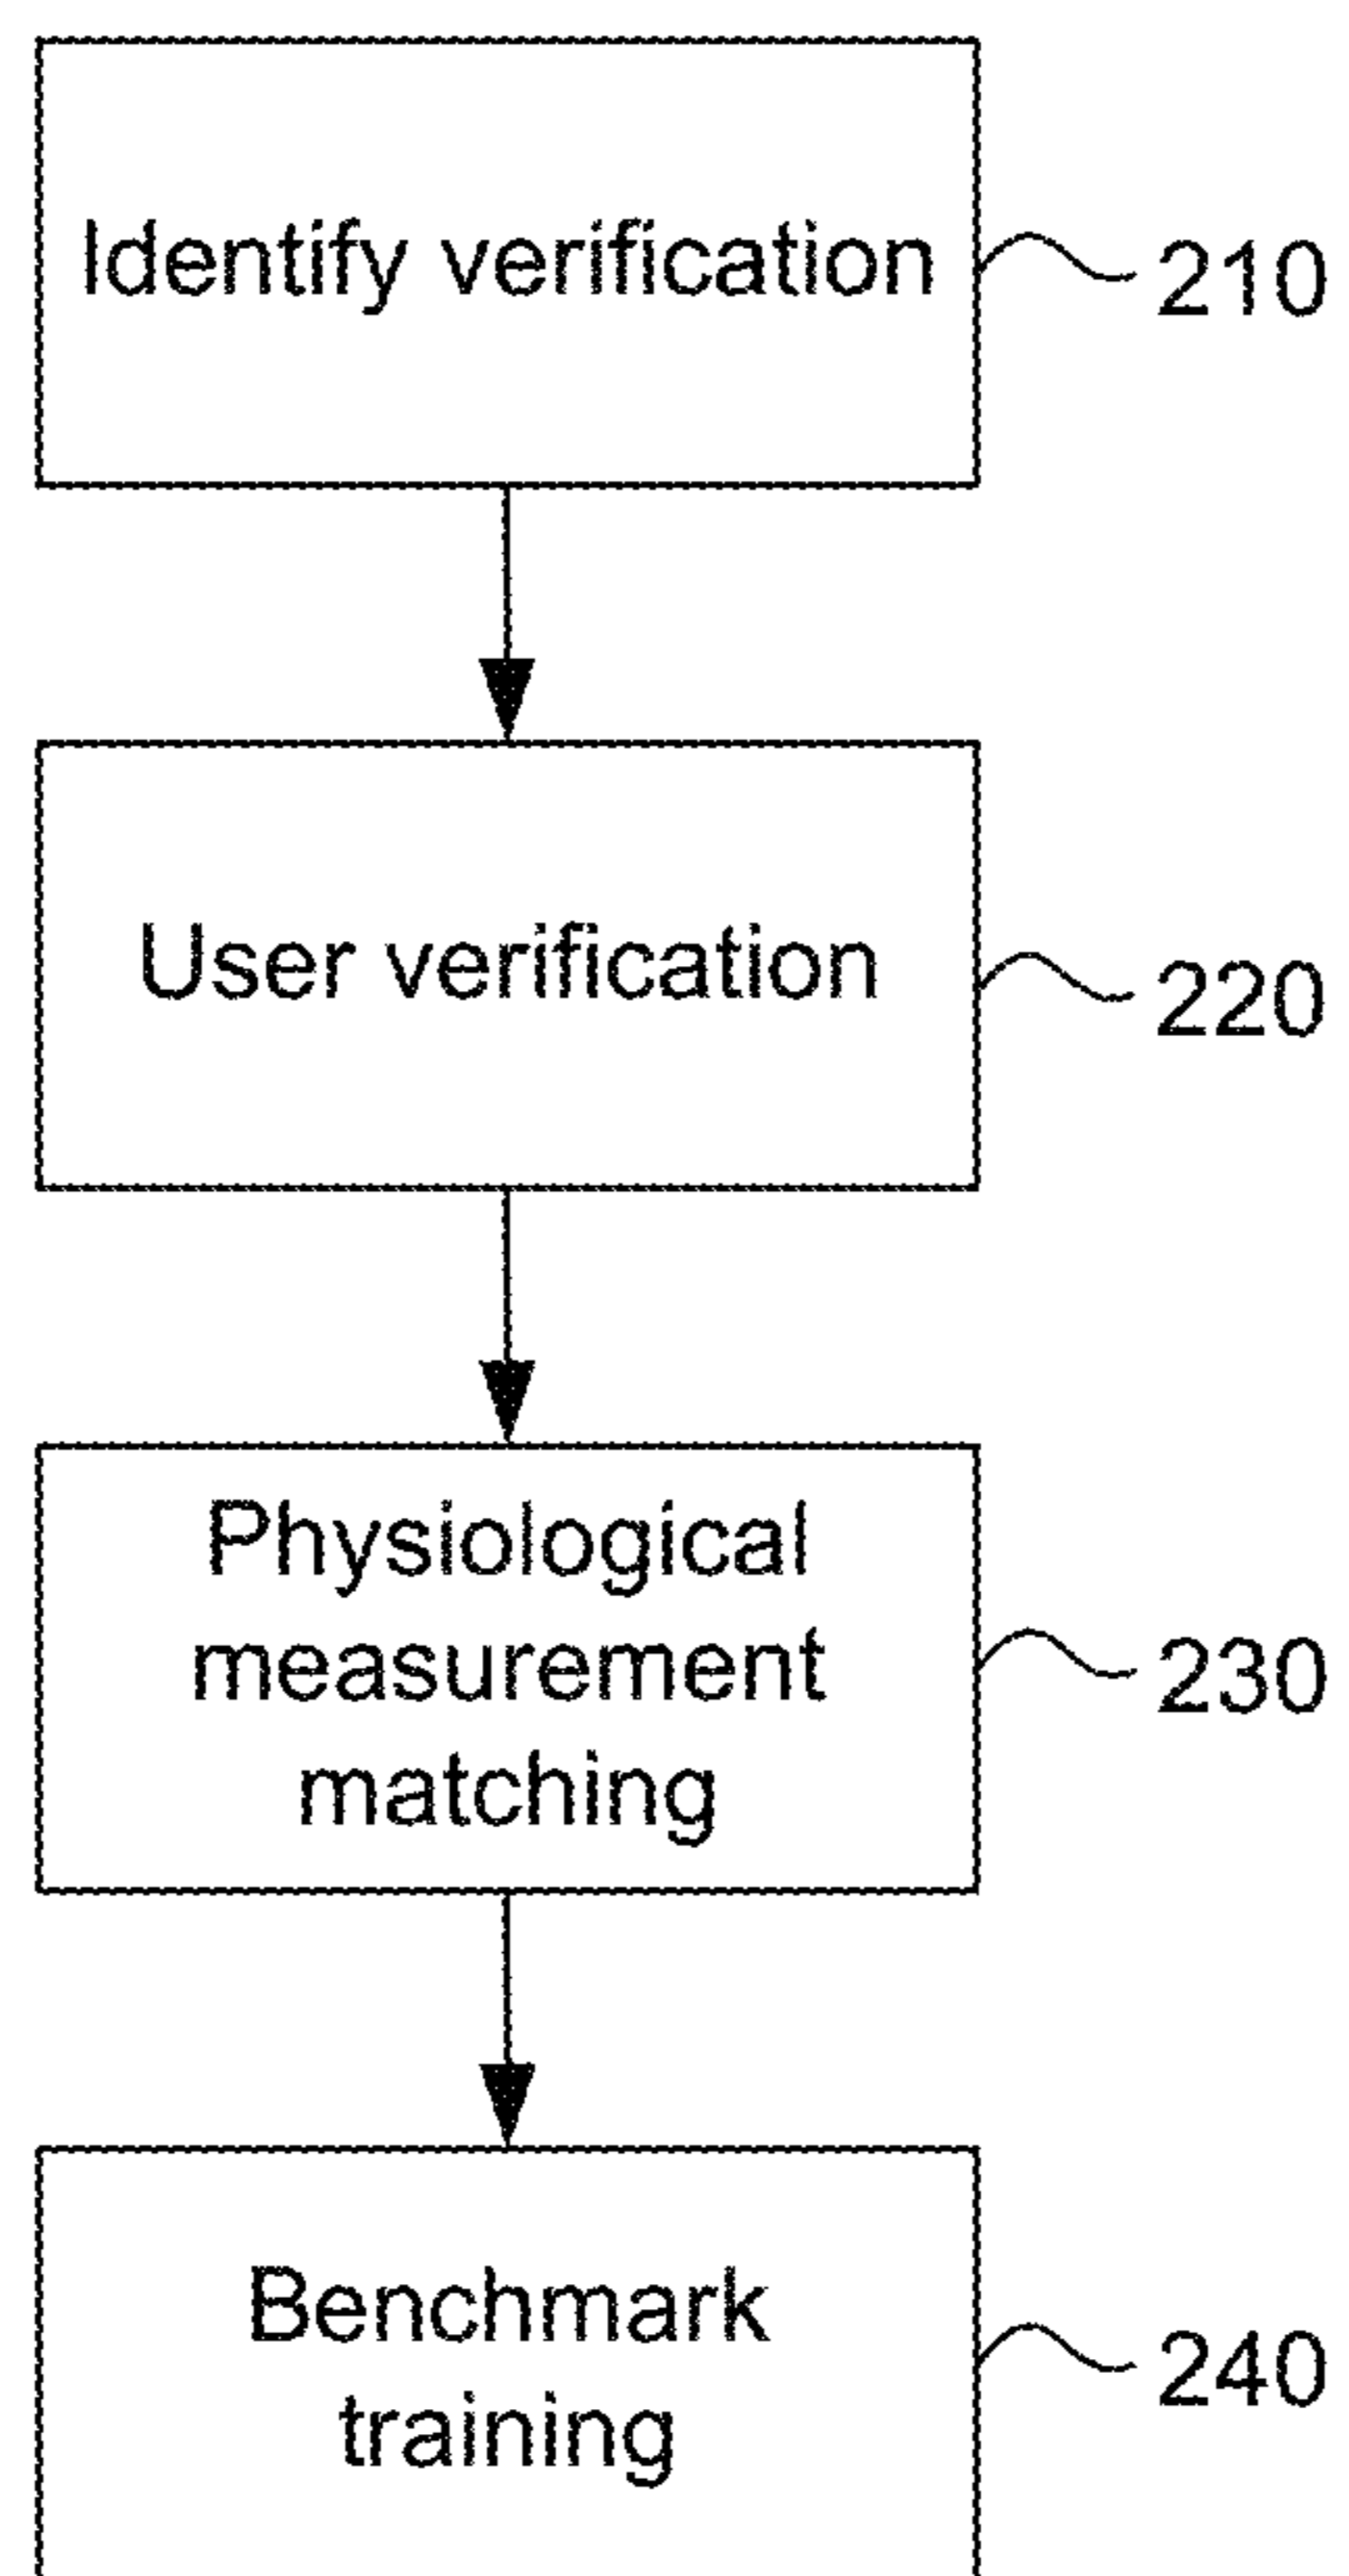 Identify verification
210
User verification
220
Physiological
measurement
matching
230
Benchmark
training
240